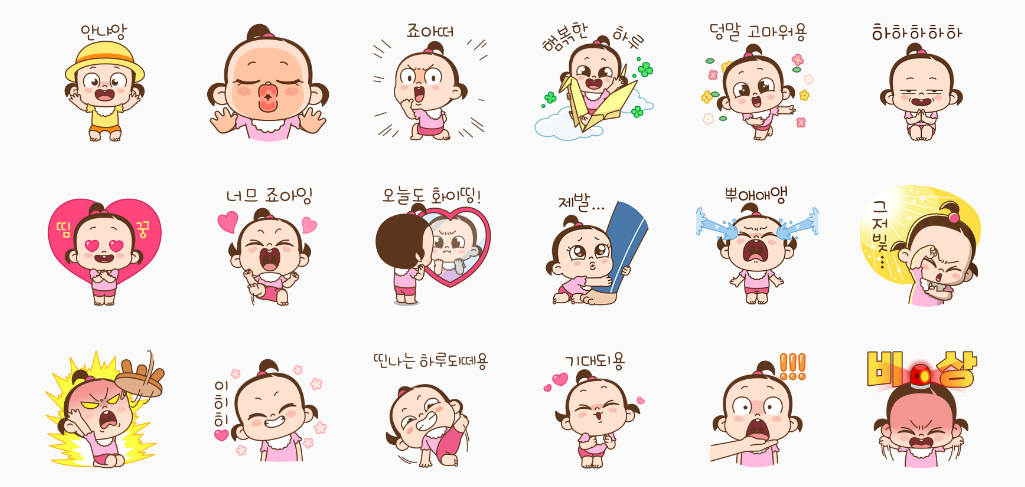 안냐앙
죠아떠
행복한 하루
덩말 고마워용
하하하하하
띰꿍
너므 죠아잉
오늘도 화이띵!
제발...
뿌애애앵
그
저
빛...
이
히
히
띤나는 하루되떼용
기대되용
!!!
비상